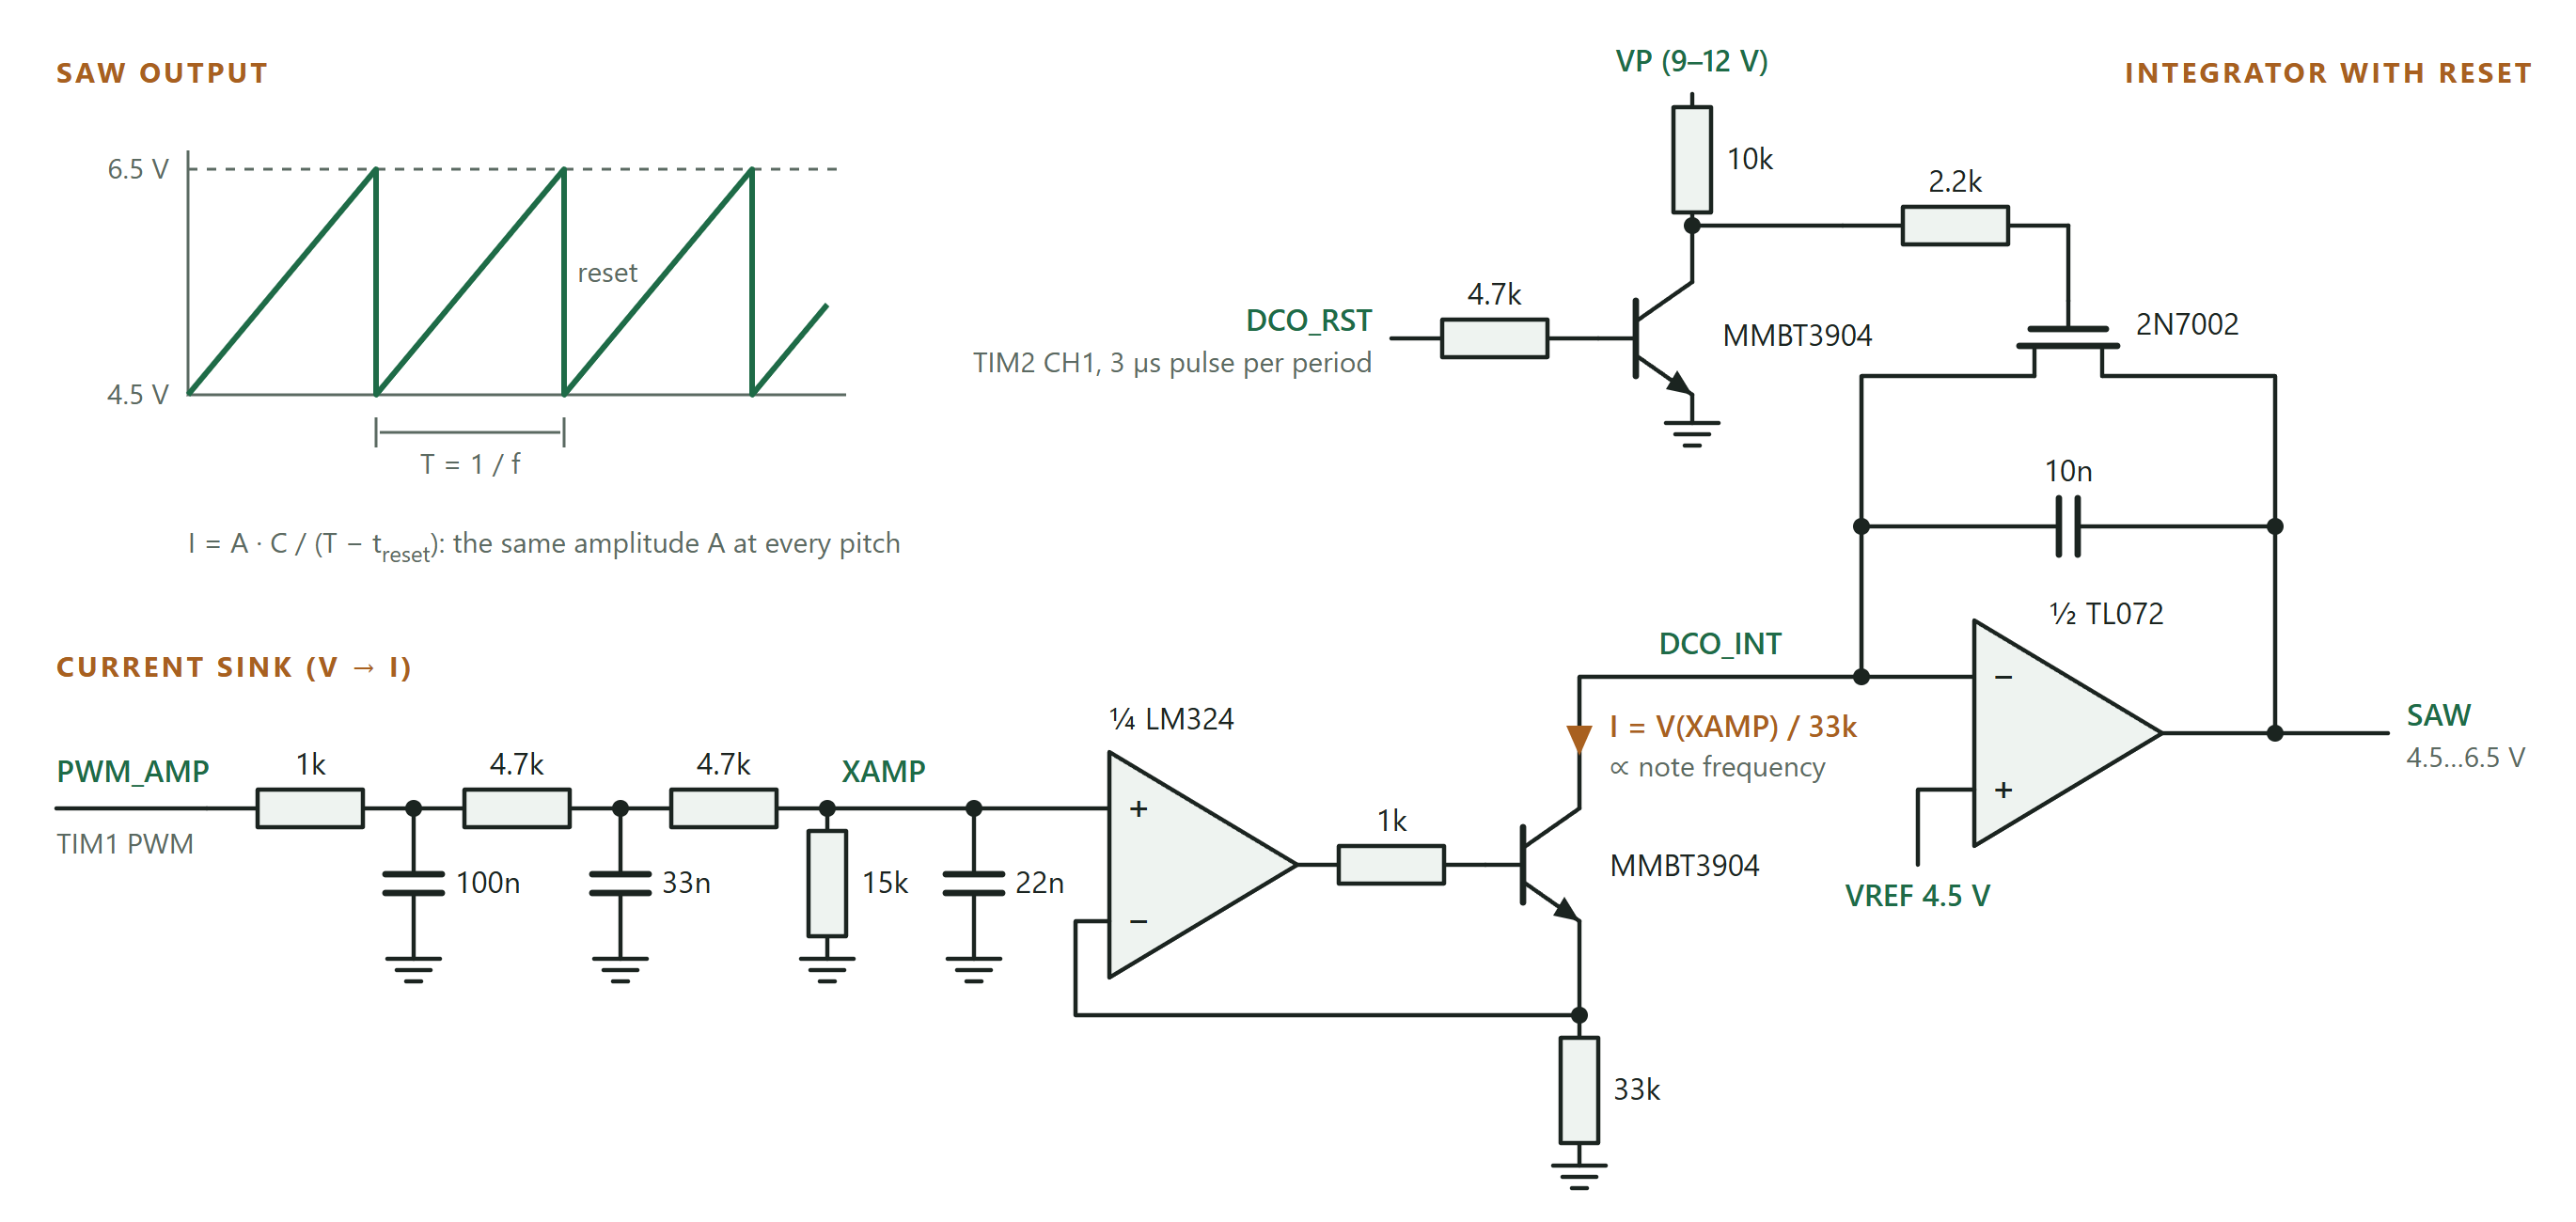 SAW OUTPUT
6.5 V
reset
4.5 V
T = 1 / f
I = A · C / (T − treset): the same amplitude A at every pitch
INTEGRATOR WITH RESET
VP (9–12 V)
10k
2.2k
DCO_RST
TIM2 CH1, 3 µs pulse per period
4.7k
MMBT3904
2N7002
10n
½ TL072
DCO_INT
−
+
VREF 4.5 V
SAW
4.5…6.5 V
CURRENT SINK (V → I)
PWM_AMP
TIM1 PWM
1k
4.7k
4.7k
XAMP
100n
33n
15k
22n
¼ LM324
+
−
1k
I = V(XAMP) / 33k
∝ note frequency
MMBT3904
33k